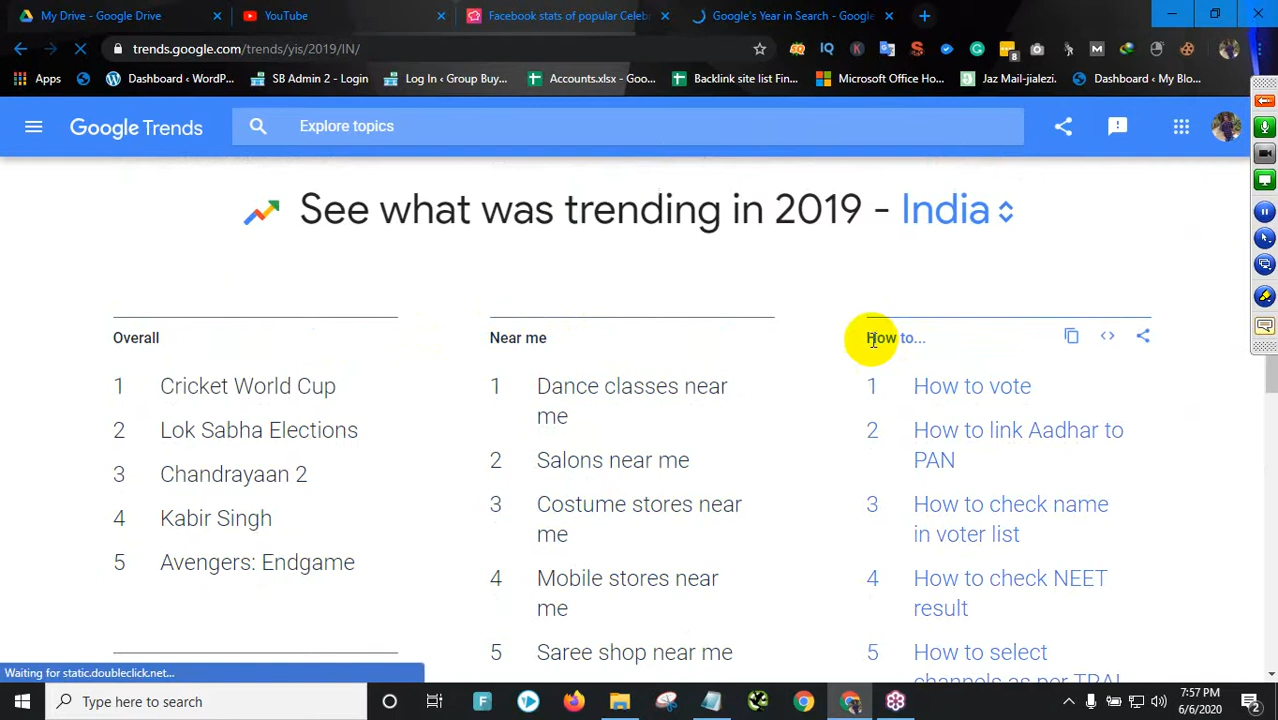 My Drive - Google Drive
YouTube
Facebook stats of popular Celeb
Google's Year in Search - Google
trends.google.com/trends/yis/2019/IN/
Apps
Dashboard ‹ WordP...
SB Admin 2 - Login
Log In ‹ Group Buy...
Accounts.xlsx - Goo...
Backlink site list Fin...
Microsoft Office Ho...
Jaz Mail-jialezi.
Dashboard ‹ My Blo...
Google Trends
Explore topics
See what was trending in 2019 - India
Overall
1 Cricket World Cup
2 Lok Sabha Elections
3 Chandrayaan 2
4 Kabir Singh
5 Avengers: Endgame
Near me
1 Dance classes near
me
2 Salons near me
3 Costume stores near
me
4 Mobile stores near
me
5 Saree shop near me
How to...
1 How to vote
2 How to link Aadhar to
PAN
3 How to check name
in voter list
4 How to check NEET
result
5 How to select
channels as per TRAI
Waiting for static.doubleclick.net...
Type here to search
7:57 PM
6/6/2020